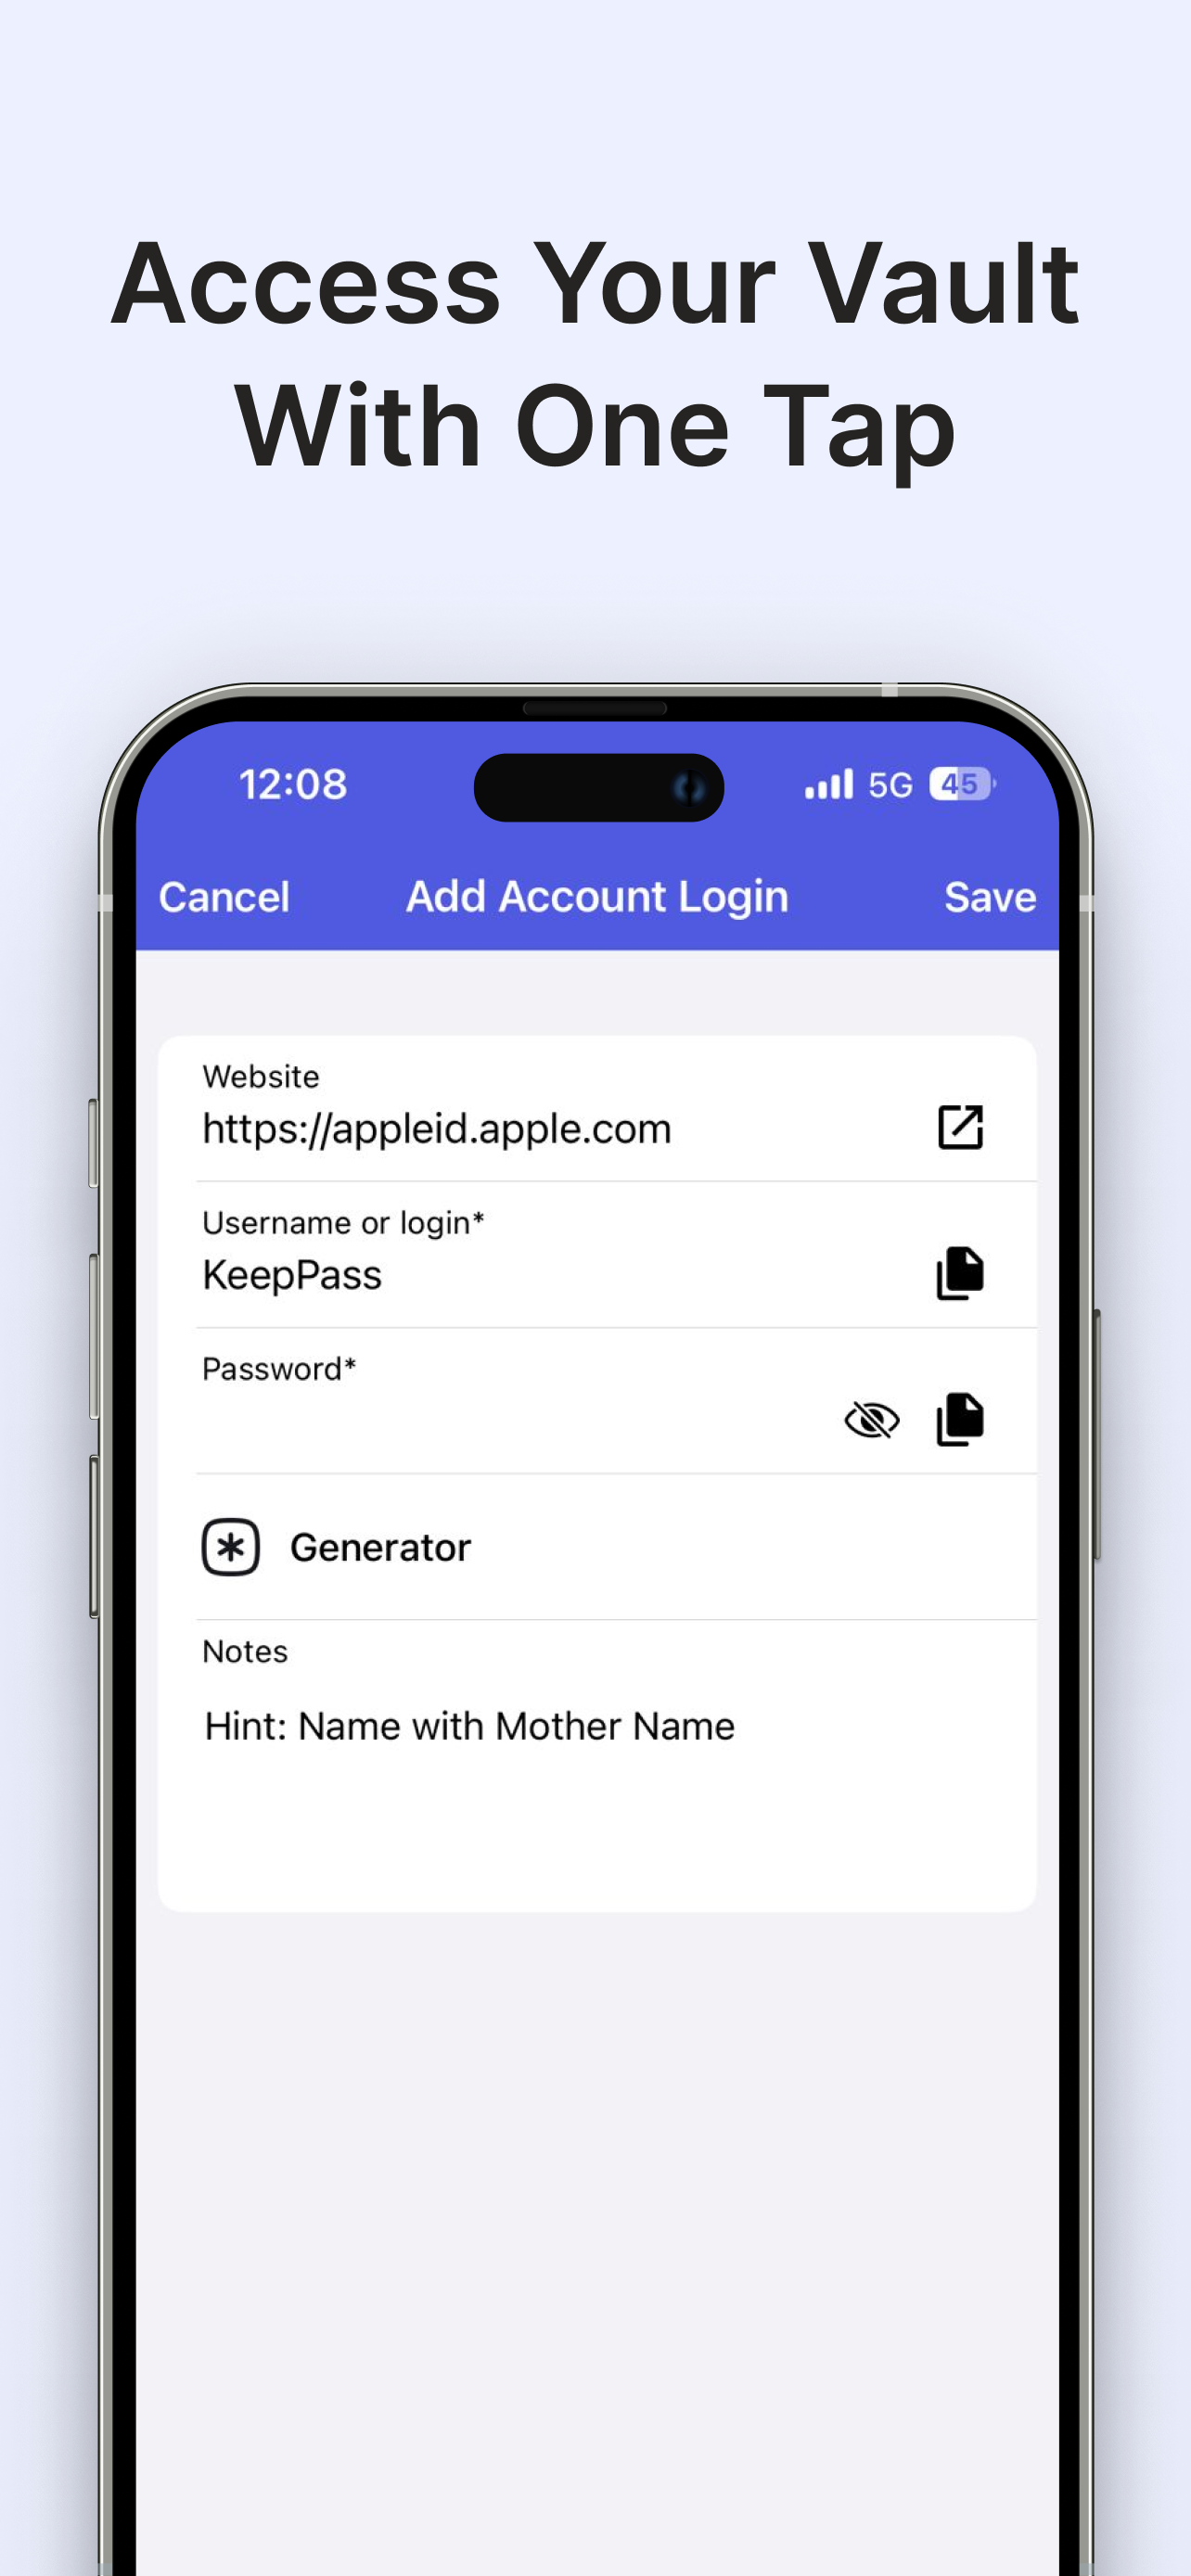 Access Your Vault
With One Tap
12:08
5G
45
Cancel
Add Account Login
Save
Website
https://appleid.apple.com
Username or login*
KeepPass
Password*
Generator
Notes
Hint: Name with Mother Name